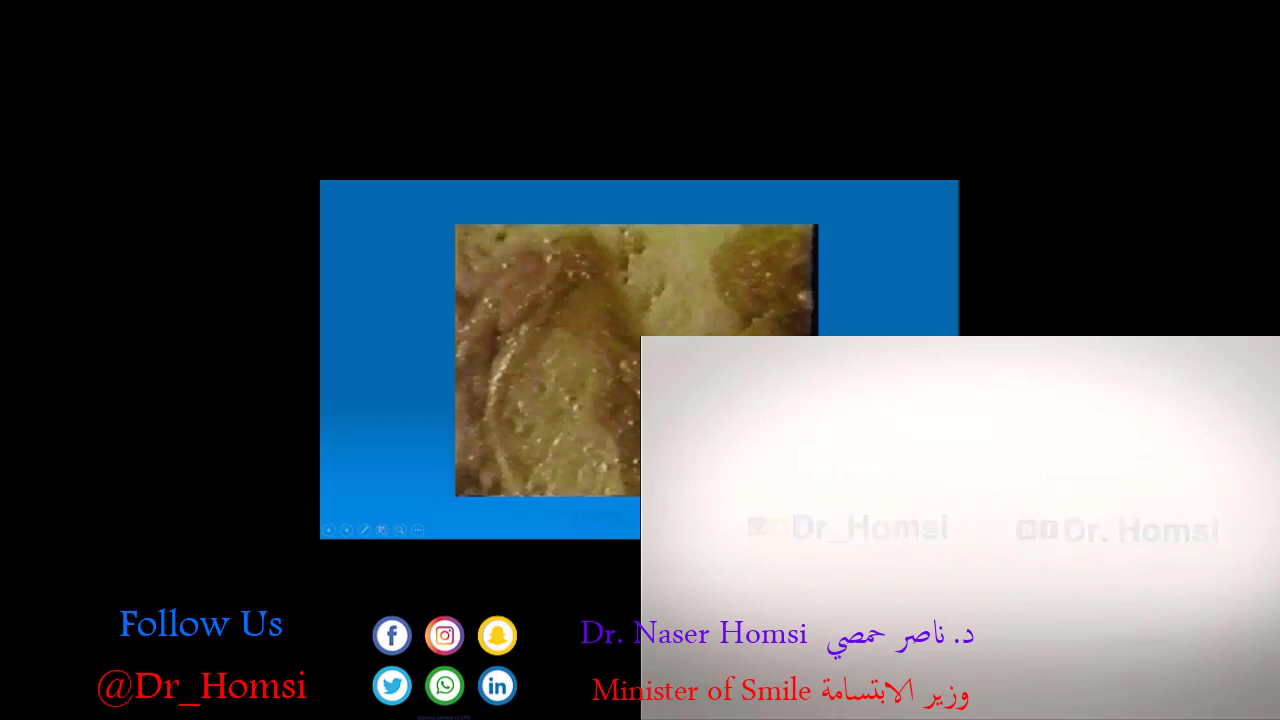 Dr_Homsi
Dr. Homsi
Follow Us
@Dr_Homsi
Dr. Naser Homsi د. ناصر حمصي
Minister of Smile وزير الابتسامة